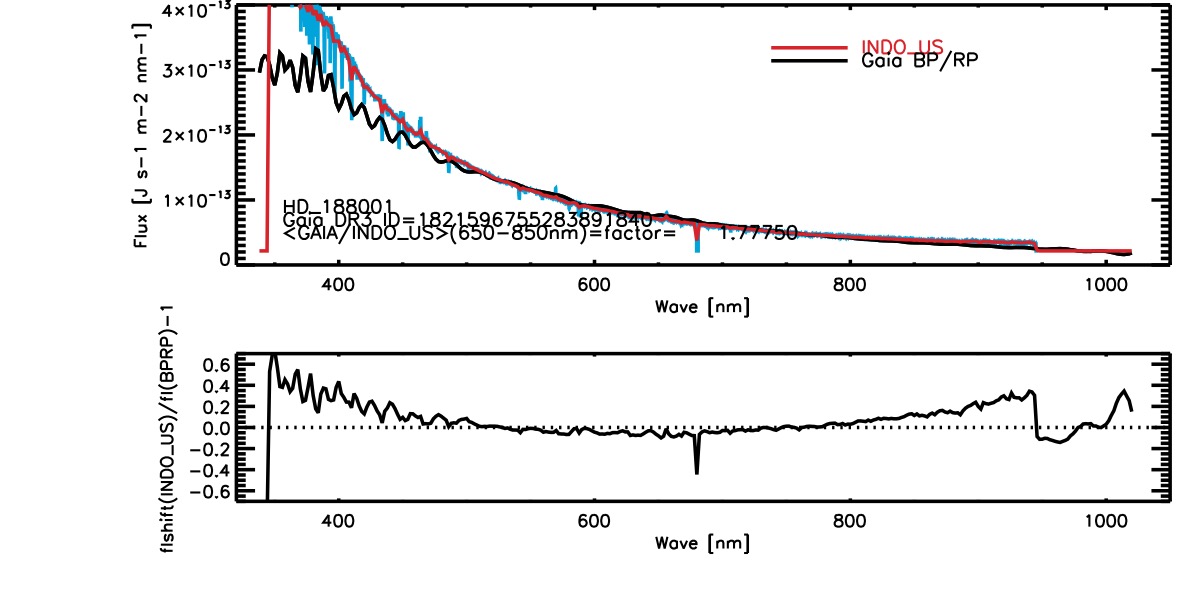 4×10−13
3×10−13
2×10−13
1×10−13
0
Flux [J s−1 m−2 nm−1]
INDO_US
Gaia BP/RP
HD_188001
Gaia DR3 ID=1821596755283891840
<GAIA/INDO_US>(650−850nm)=factor= 1.77750
400 600 800 1000
Wave [nm]
flshift(INDO_US)/fl(BPRP)−1
0.6
0.4
0.2
0.0
−0.2
−0.4
−0.6
400 600 800 1000
Wave [nm]